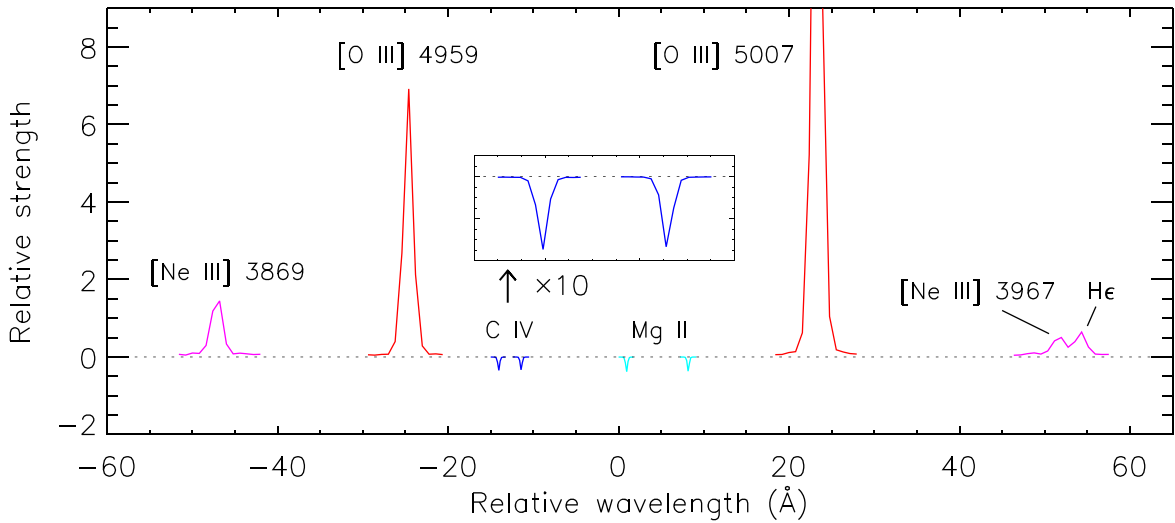 [O III] 4959
[O III] 5007
[Ne III] 3869
×10
C IV
Mg II
[Ne III] 3967
Hϵ
Relative strength
8
6
4
2
0
−2
−60
−40
−20
0
20
40
60
Relative wavelength (Å)